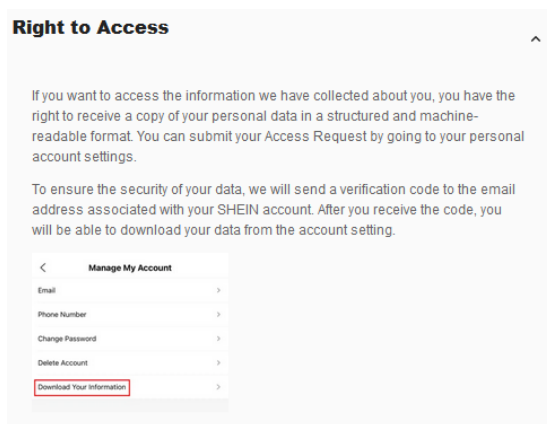 Right to Access
If you want to access the information we have collected about you, you have the
right to receive a copy of your personal data in a structured and machine-
readable format. You can submit your Access Request by going to your personal
account settings.
To ensure the security of your data, we will send a verification code to the email
address associated with your SHEIN account. After you receive the code, you
will be able to download your data from the account setting.
Manage My Account
Email
Phone Number
Change Password
Delete Account
Download Your Information